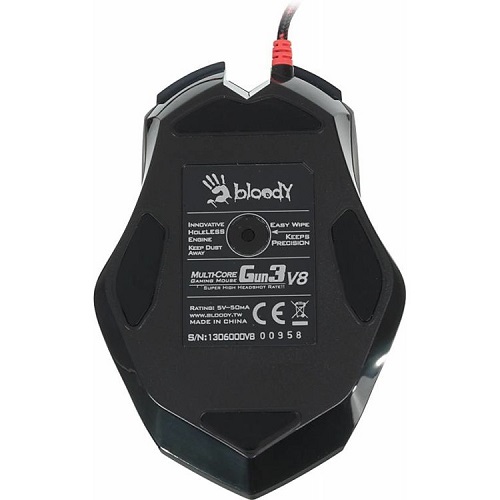 bloody
INNOVATIVE
HOLELESS
ENGINE
KEEP DUST
AWAY
EASY WIPE
KEEPS
PRECISION
MULTI-CORE
GAMING MOUSE
Gun3 V8
SUPER HIGH HEADSHOT RATE!!
RATING: 5V⎓50mA
WWW.BLOODY.TW
MADE IN CHINA
CE
S/N:1306000V8 00958